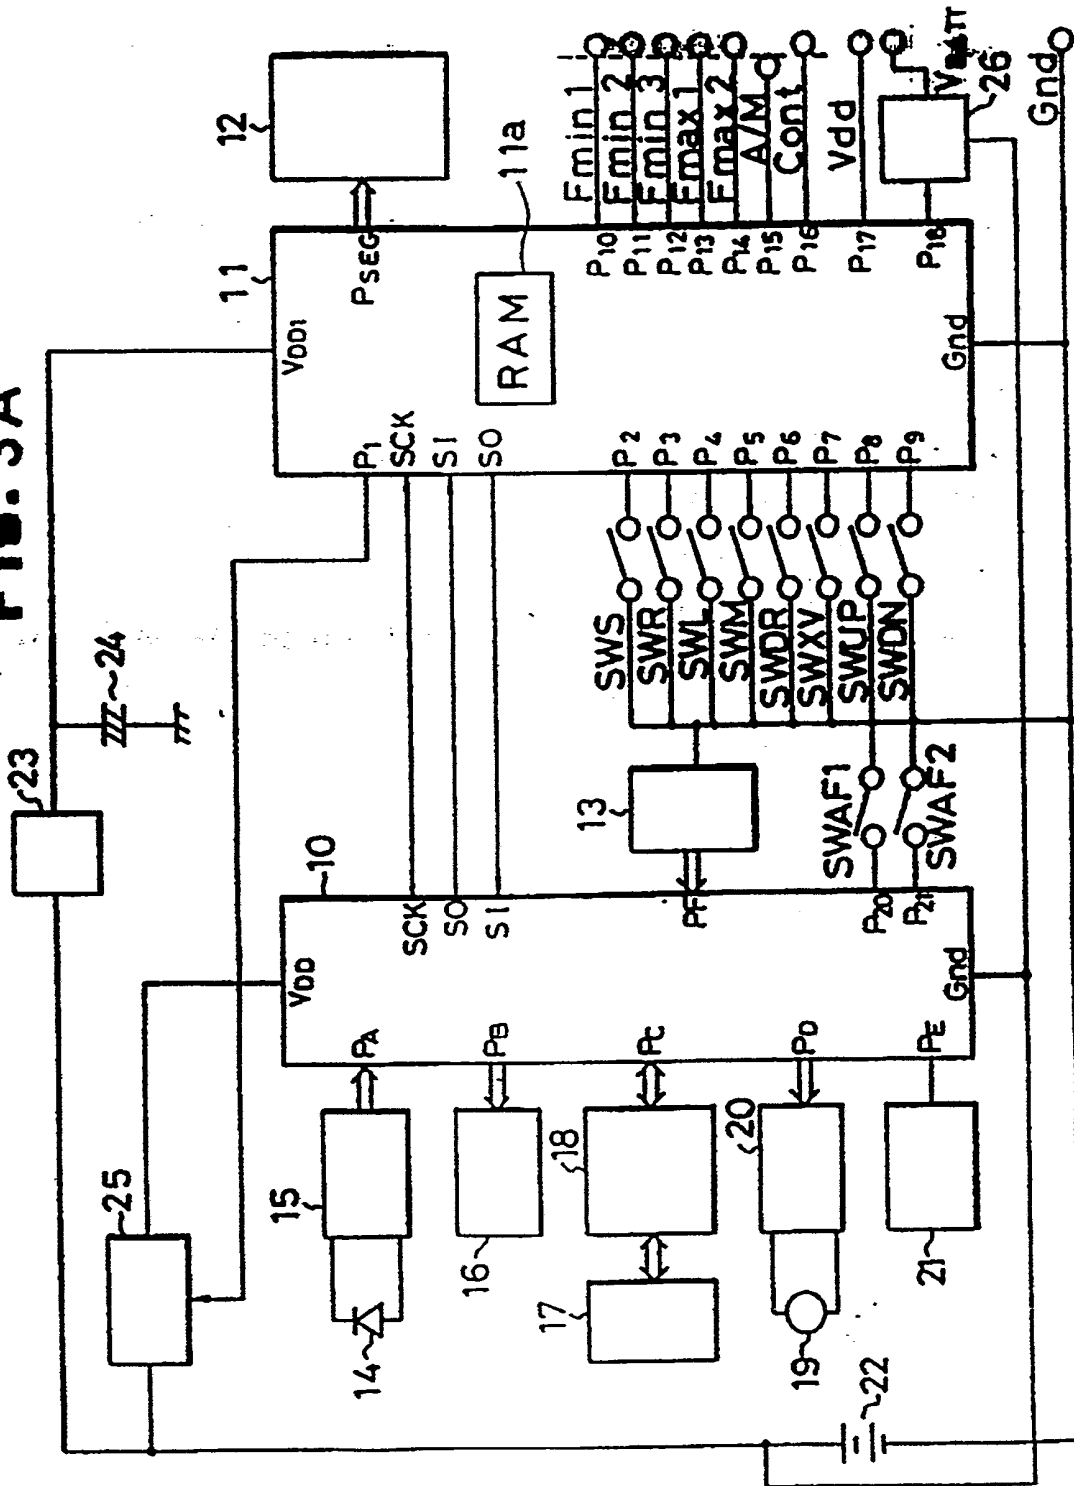 FIG. 3A
23
24
25
22
12
11
VDD1
PSEG
RAM
11a
P1
SCK
SI
SO
P2
P3
P4
P5
P6
P7
P8
P9
P10
P11
P12
P13
P14
P15
P16
P17
P18
Gnd
Fmin 1
Fmin 2
Fmin 3
Fmax 1
Fmax 2
A/M
Cont
Vdd
VBATT
26
Gnd
SWS
SWR
SWL
SWM
SWDR
SWXV
SWUP
SWDN
SWAF1
SWAF2
13
10
VDD
SCK
SO
SI
PF
P20
P21
Gnd
PA
PB
PC
PD
PE
15
14
16
18
17
20
19
21